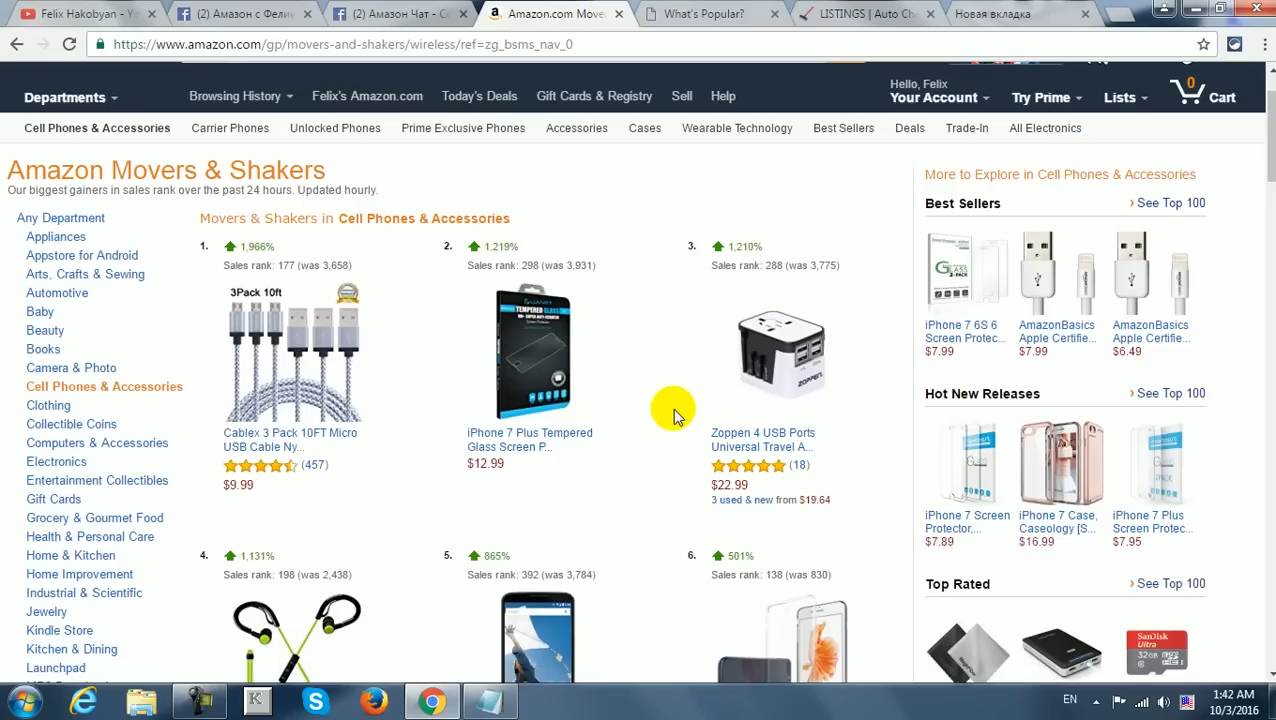 Felix Hakobyan - Yo
(2) Амазон с Фели
(2) Амазон Чат - С
Amazon.com Move
What's Popular?
LISTINGS | Auto Che
Новая вкладка
https://www.amazon.com/gp/movers-and-shakers/wireless/ref=zg_bsms_nav_0
Departments
Browsing History
Felix's Amazon.com
Today's Deals
Gift Cards & Registry
Sell
Help
Hello, Felix
Your Account
Try Prime
Lists
0
Cart
Cell Phones & Accessories
Carrier Phones
Unlocked Phones
Prime Exclusive Phones
Accessories
Cases
Wearable Technology
Best Sellers
Deals
Trade-In
All Electronics
Amazon Movers & Shakers
Our biggest gainers in sales rank over the past 24 hours. Updated hourly.
Any Department
Appliances
Appstore for Android
Arts, Crafts & Sewing
Automotive
Baby
Beauty
Books
Camera & Photo
Cell Phones & Accessories
Clothing
Collectible Coins
Computers & Accessories
Electronics
Entertainment Collectibles
Gift Cards
Grocery & Gourmet Food
Health & Personal Care
Home & Kitchen
Home Improvement
Industrial & Scientific
Jewelry
Kindle Store
Kitchen & Dining
Launchpad
Movers & Shakers in Cell Phones & Accessories
1. 1,966%
Sales rank: 177 (was 3,658)
3Pack 10ft
Cablex 3 Pack 10FT Micro
USB Cable Ny...
(457)
$9.99
2. 1,219%
Sales rank: 298 (was 3,931)
TEMPERED GLASS
iPhone 7 Plus Tempered
Glass Screen P...
$12.99
3. 1,210%
Sales rank: 288 (was 3,775)
ZOPPEN
Zoppen 4 USB Ports
Universal Travel A...
(18)
$22.99
3 used & new from $19.64
4. 1,131%
Sales rank: 198 (was 2,438)
5. 865%
Sales rank: 392 (was 3,784)
6. 501%
Sales rank: 138 (was 830)
More to Explore in Cell Phones & Accessories
Best Sellers
› See Top 100
iPhone 7 6S 6
Screen Protec...
$7.99
AmazonBasics
Apple Certifie...
$7.99
AmazonBasics
Apple Certifie...
$6.49
Hot New Releases
› See Top 100
iPhone 7 Screen
Protector,...
$7.89
iPhone 7 Case,
Caseology [S...
$16.99
iPhone 7 Plus
Screen Protec...
$7.95
Top Rated
› See Top 100
SanDisk
Ultra
32GB
EN
1:42 AM
10/3/2016